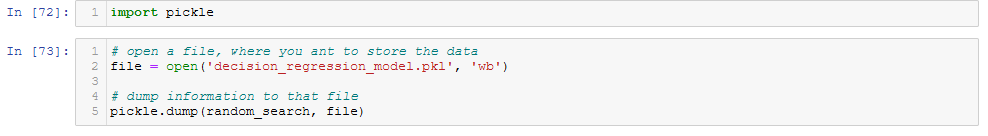 In [72]: 1 import pickle
In [73]: 1 # open a file, where you ant to store the data
2 file = open('decision_regression_model.pkl', 'wb')
3
4 # dump information to that file
5 pickle.dump(random_search, file)